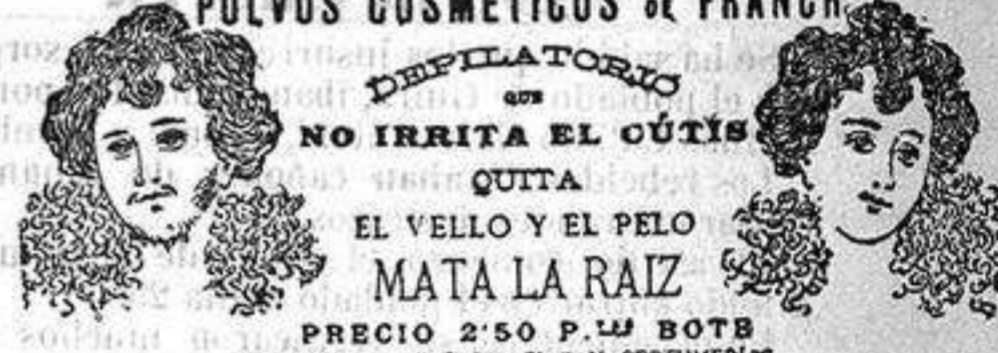 POLVOS COSMÉTICOS DE FRANCH
DEPILATORIO
QUE
NO IRRITA EL CÚTIS
QUITA
EL VELLO Y EL PELO
MATA LA RAIZ
PRECIO 2'50 P.tas BOTE